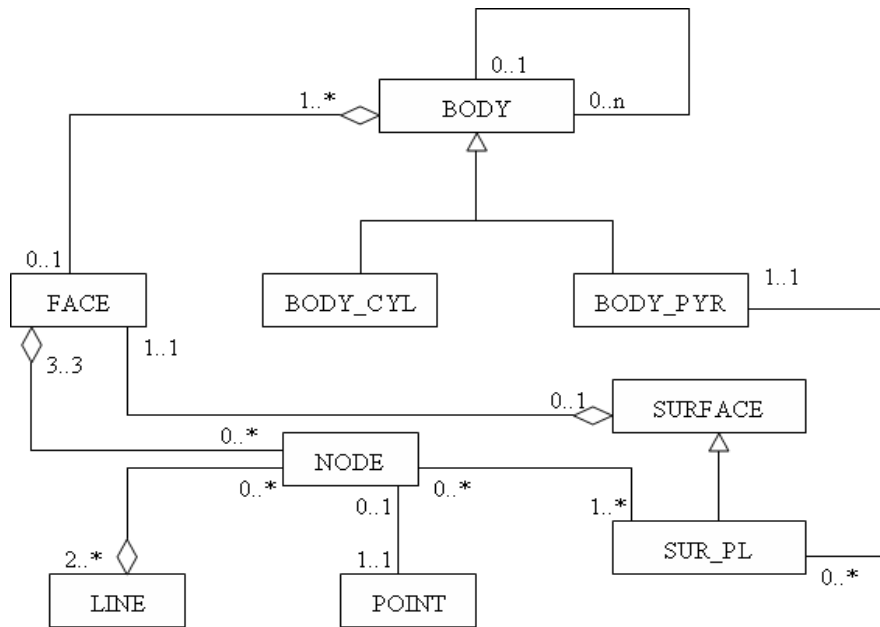 0..1
1..*
BODY
0..n
0..1
1..1
FACE
BODY_CYL
BODY_PYR
3..3
1..1
0..1
SURFACE
0..*
NODE
0..*
0..1
0..*
1..*
SUR_PL
2..*
1..1
0..*
LINE
POINT